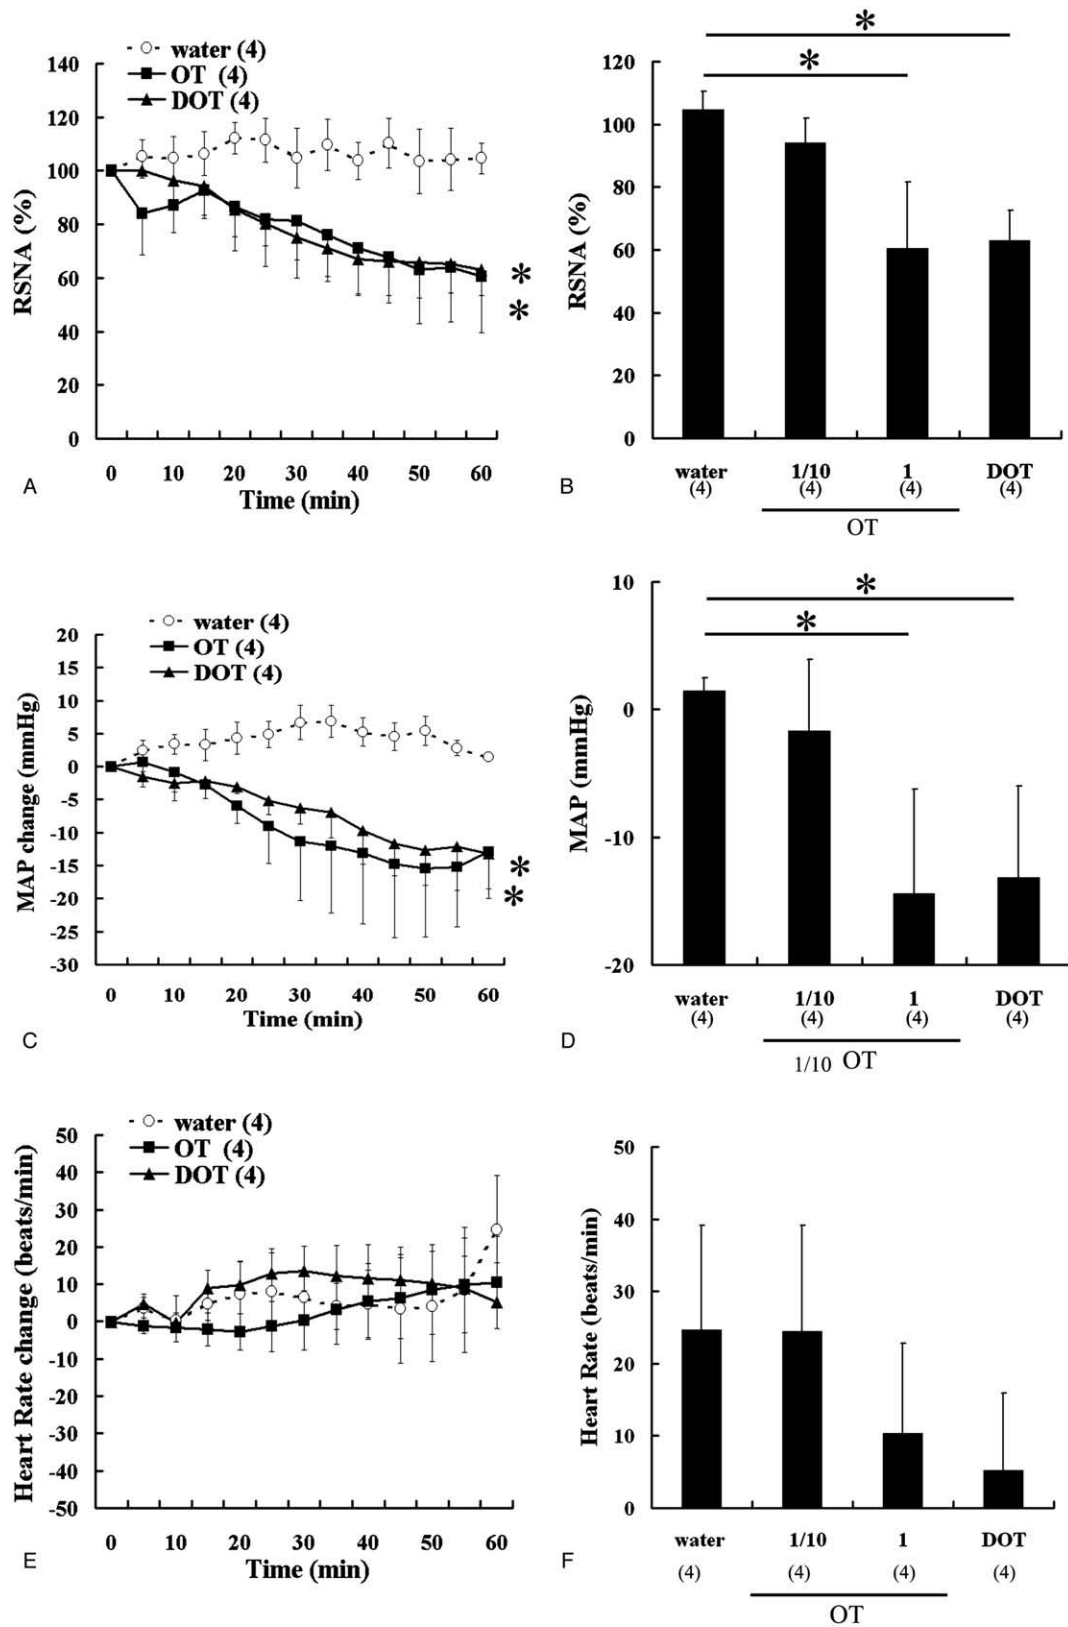 water (4)
OT (4)
DOT (4)
RSNA (%)
140
120
100
80
60
40
20
0
*
*
0 10 20 30 40 50 60
Time (min)
A
*
*
RSNA (%)
120
100
80
60
40
20
0
water 1/10 1 DOT
(4) (4) (4) (4)
OT
B
water (4)
OT (4)
DOT (4)
MAP change (mmHg)
20
15
10
5
0
-5
-10
-15
-20
-25
-30
*
*
0 10 20 30 40 50 60
Time (min)
C
*
*
MAP (mmHg)
10
0
-10
-20
water 1/10 1 DOT
(4) (4) (4) (4)
1/10 OT
D
water (4)
OT (4)
DOT (4)
Heart Rate change (beats/min)
50
40
30
20
10
0
-10
-20
-30
-40
-50
0 10 20 30 40 50 60
Time (min)
E
Heart Rate (beats/min)
50
40
30
20
10
0
water 1/10 1 DOT
(4) (4) (4) (4)
OT
F